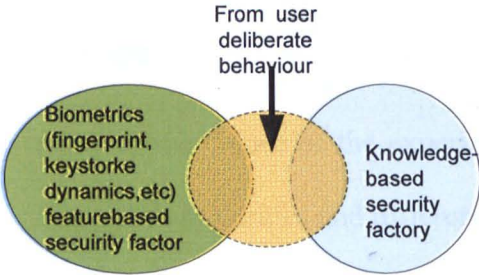 From user
deliberate
behaviour
Biometrics
(fingerprint,
keystorke
dynamics,etc)
featurebased
secuirity factor
Knowledge-
based
security
factory